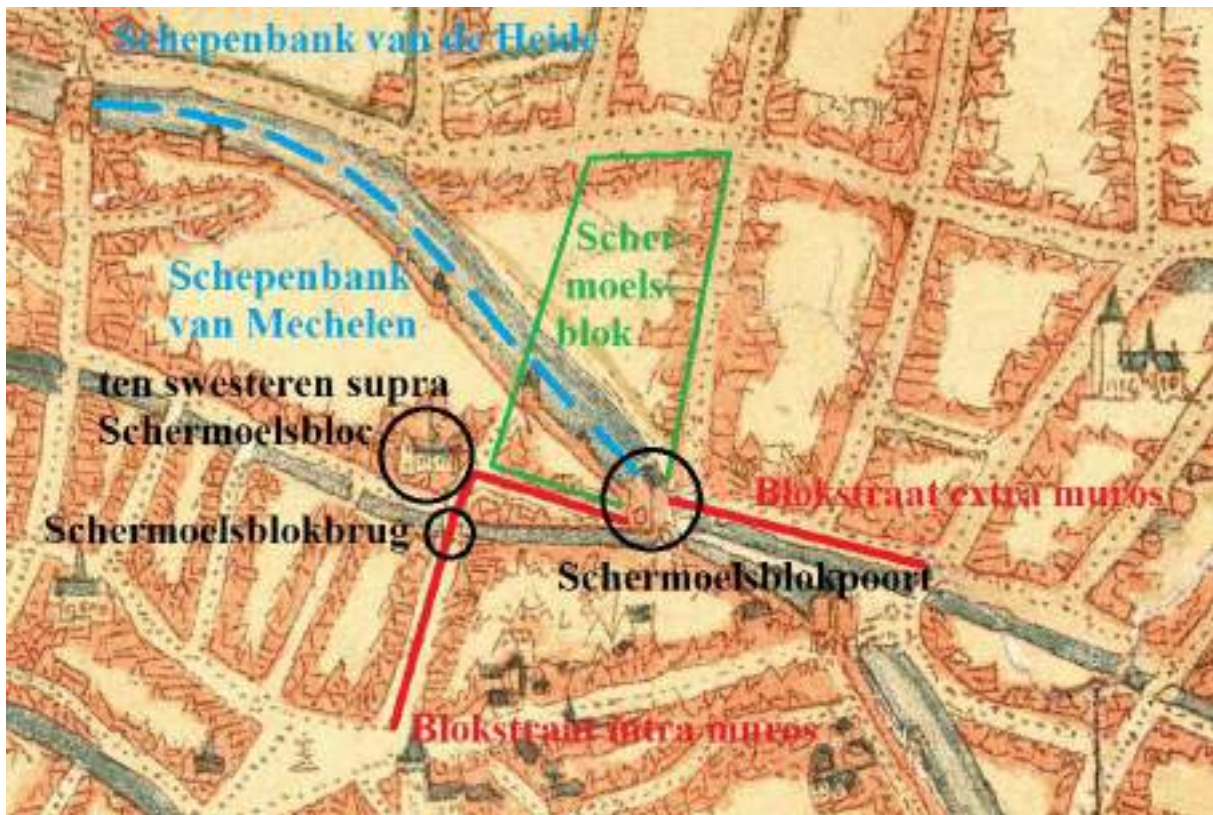 Schepenbank van de Heide
Scher
moels-
blok
Schepenbank
van Mechelen
ten swesteren supra
Schermoelsbloc
Blokstraat extra muros
Schermoelsblokbrug
Schermoelsblokpoort
Blokstraat intra muros